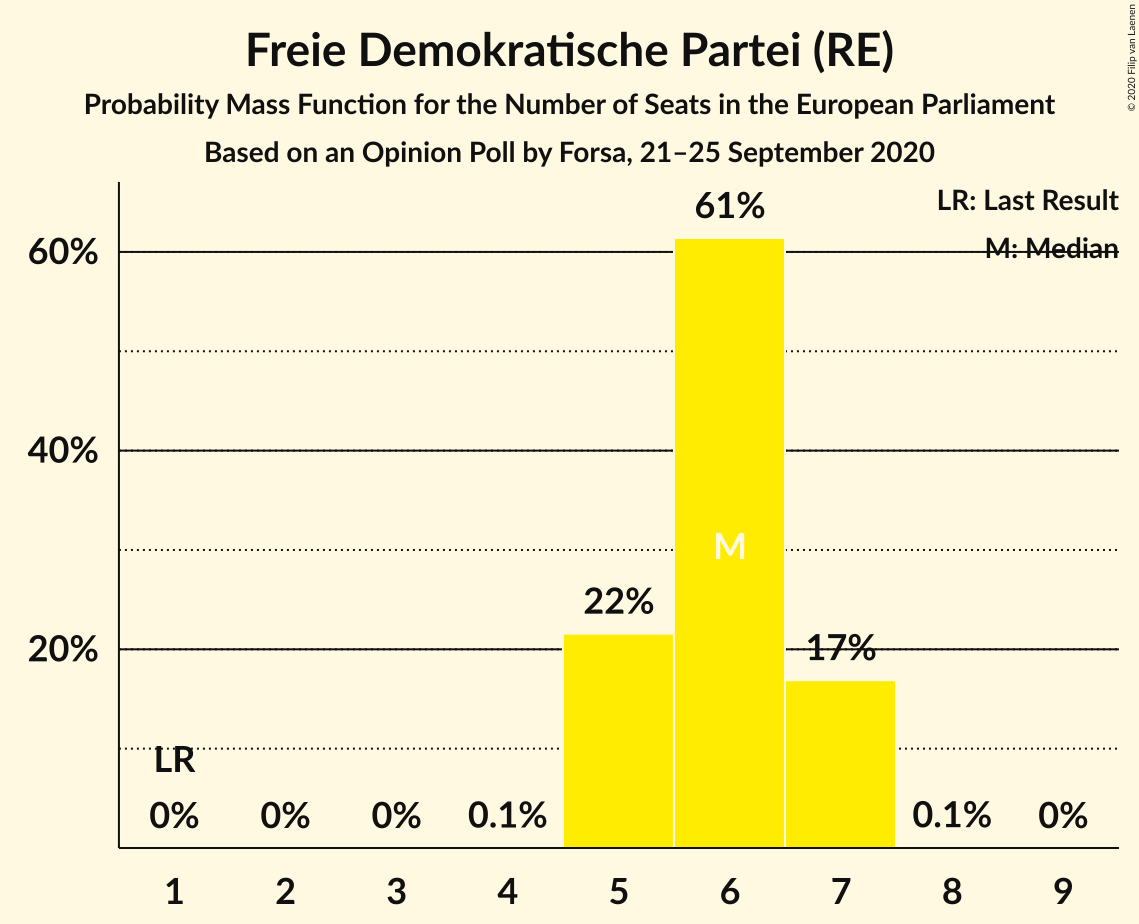 Freie Demokratische Partei (RE)
Probability Mass Function for the Number of Seats in the European Parliament
Based on an Opinion Poll by Forsa, 21–25 September 2020
© 2020 Filip van Laenen
LR: Last Result
M: Median
61%
60%
40%
M
22%
20%
17%
LR
0% 0% 0% 0.1% 0.1% 0%
1 2 3 4 5 6 7 8 9